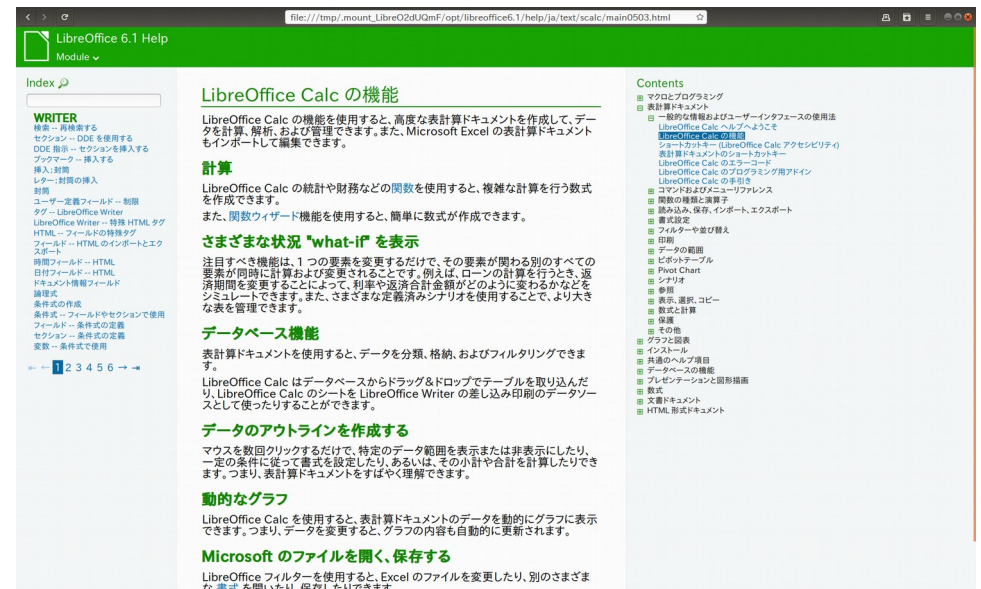 file:///tmp/.mount_LibreO2dUQmF/opt/libreoffice6.1/help/ja/text/scalc/main0503.html
LibreOffice 6.1 Help
Module
Index
WRITER
検索 -- 再検索する
セクション -- DDE を使用する
DDE 指示 -- セクションを挿入する
ブックマーク -- 挿入する
挿入;封筒
レター;封筒の挿入
封筒
ユーザー定義フィールド -- 制限
タグ -- LibreOffice Writer
LibreOffice Writer -- 特殊 HTML タグ
HTML -- フィールドの特殊タグ
フィールド -- HTML のインポートとエク
スポート
時間フィールド -- HTML
日付フィールド -- HTML
ドキュメント情報フィールド
論理式
条件式の作成
条件式 -- フィールドやセクションで使用
フィールド -- 条件式の定義
セクション -- 条件式の定義
変数 -- 条件式で使用
⇤ ← 1 2 3 4 5 6 → ⇥
LibreOffice Calc の機能
LibreOffice Calc の機能を使用すると、高度な表計算ドキュメントを作成して、デー
タを計算、解析、および管理できます。また、Microsoft Excel の表計算ドキュメント
もインポートして編集できます。
計算
LibreOffice Calc の統計や財務などの関数を使用すると、複雑な計算を行う数式
を作成できます。
また、関数ウィザード機能を使用すると、簡単に数式が作成できます。
さまざまな状況 "what-if" を表示
注目すべき機能は、1 つの要素を変更するだけで、その要素が関わる別のすべての
要素が同時に計算および変更されることです。例えば、ローンの計算を行うとき、返
済期間を変更することによって、利率や返済合計金額がどのように変わるかなどを
シミュレートできます。また、さまざまな定義済みシナリオを使用することで、より大き
な表を管理できます。
データベース機能
表計算ドキュメントを使用すると、データを分類、格納、およびフィルタリングできま
す。
LibreOffice Calc はデータベースからドラッグ&ドロップでテーブルを取り込んだ
り、LibreOffice Calc のシートを LibreOffice Writer の差し込み印刷のデータソー
スとして使ったりすることができます。
データのアウトラインを作成する
マウスを数回クリックするだけで、特定のデータ範囲を表示または非表示にしたり、
一定の条件に従って書式を設定したり、あるいは、その小計や合計を計算したりでき
ます。つまり、表計算ドキュメントをすばやく理解できます。
動的なグラフ
LibreOffice Calc を使用すると、表計算ドキュメントのデータを動的にグラフに表示
できます。つまり、データを変更すると、グラフの内容も自動的に更新されます。
Microsoft のファイルを開く、保存する
LibreOffice フィルターを使用すると、Excel のファイルを変更したり、別のさまざま
な 書式 を開いたり、保存したりできます。
Contents
マクロとプログラミング
表計算ドキュメント
一般的な情報およびユーザーインタフェースの使用法
LibreOffice Calc ヘルプへようこそ
LibreOffice Calc の機能
ショートカットキー (LibreOffice Calc アクセシビリティ)
表計算ドキュメントのショートカットキー
LibreOffice Calc のエラーコード
LibreOffice Calc のプログラミング用アドイン
LibreOffice Calc の手引き
コマンドおよびメニューリファレンス
関数の種類と演算子
読み込み、保存、インポート、エクスポート
書式設定
フィルターや並び替え
印刷
データの範囲
ピボットテーブル
Pivot Chart
シナリオ
参照
表示、選択、コピー
数式と計算
保護
その他
グラフと図表
インストール
共通のヘルプ項目
データベースの機能
プレゼンテーションと図形描画
数式
文書ドキュメント
HTML 形式ドキュメント